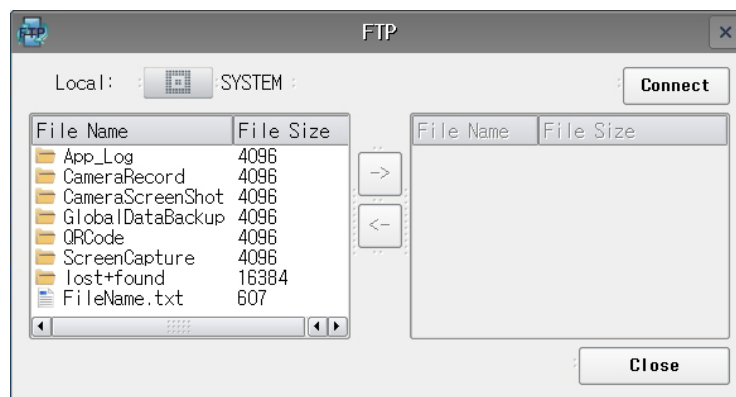 FTP
FTP
Local: SYSTEM
Connect
File Name File Size
App_Log 4096
CameraRecord 4096
CameraScreenShot 4096
GlobalDataBackup 4096
QRCode 4096
ScreenCapture 4096
lost+found 16384
FileName.txt 607
->
<-
File Name File Size
Close